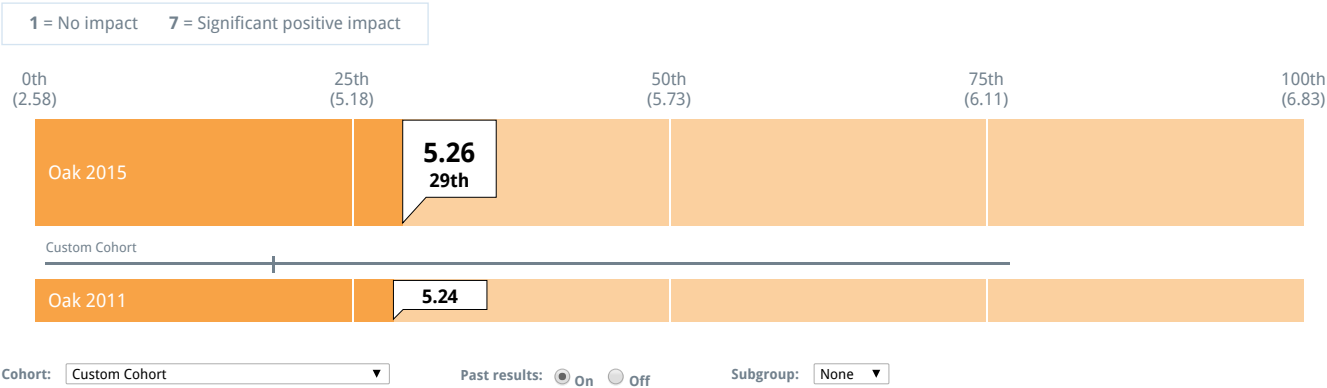 1 = No impact 7 = Significant positive impact
0th 25th 50th 75th 100th
(2.58) (5.18) (5.73) (6.11) (6.83)
Oak 2015
5.26
29th
Custom Cohort
Oak 2011 5.24
Cohort: Custom Cohort Past results: On Off Subgroup: None